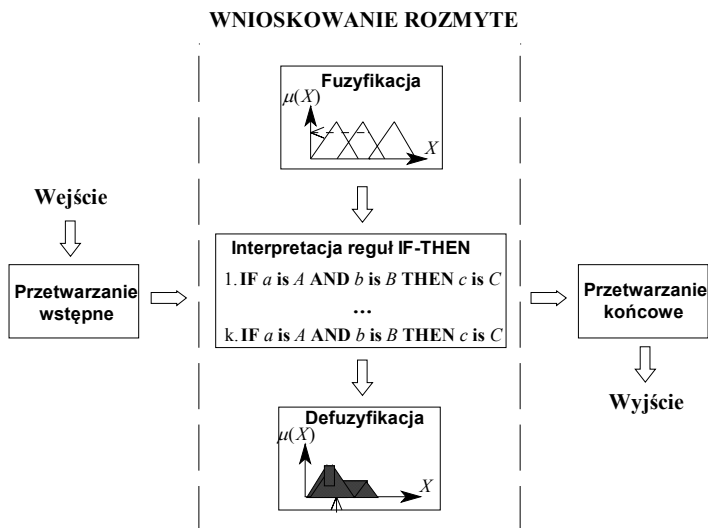 WNIOSKOWANIE ROZMYTE
Fuzyfikacja
μ(X)
X
Wejście
Przetwarzanie
wstępne
Interpretacja reguł IF-THEN
1. IF a is A AND b is B THEN c is C
...
k. IF a is A AND b is B THEN c is C
Przetwarzanie
końcowe
Wyjście
Defuzyfikacja
μ(X)
X